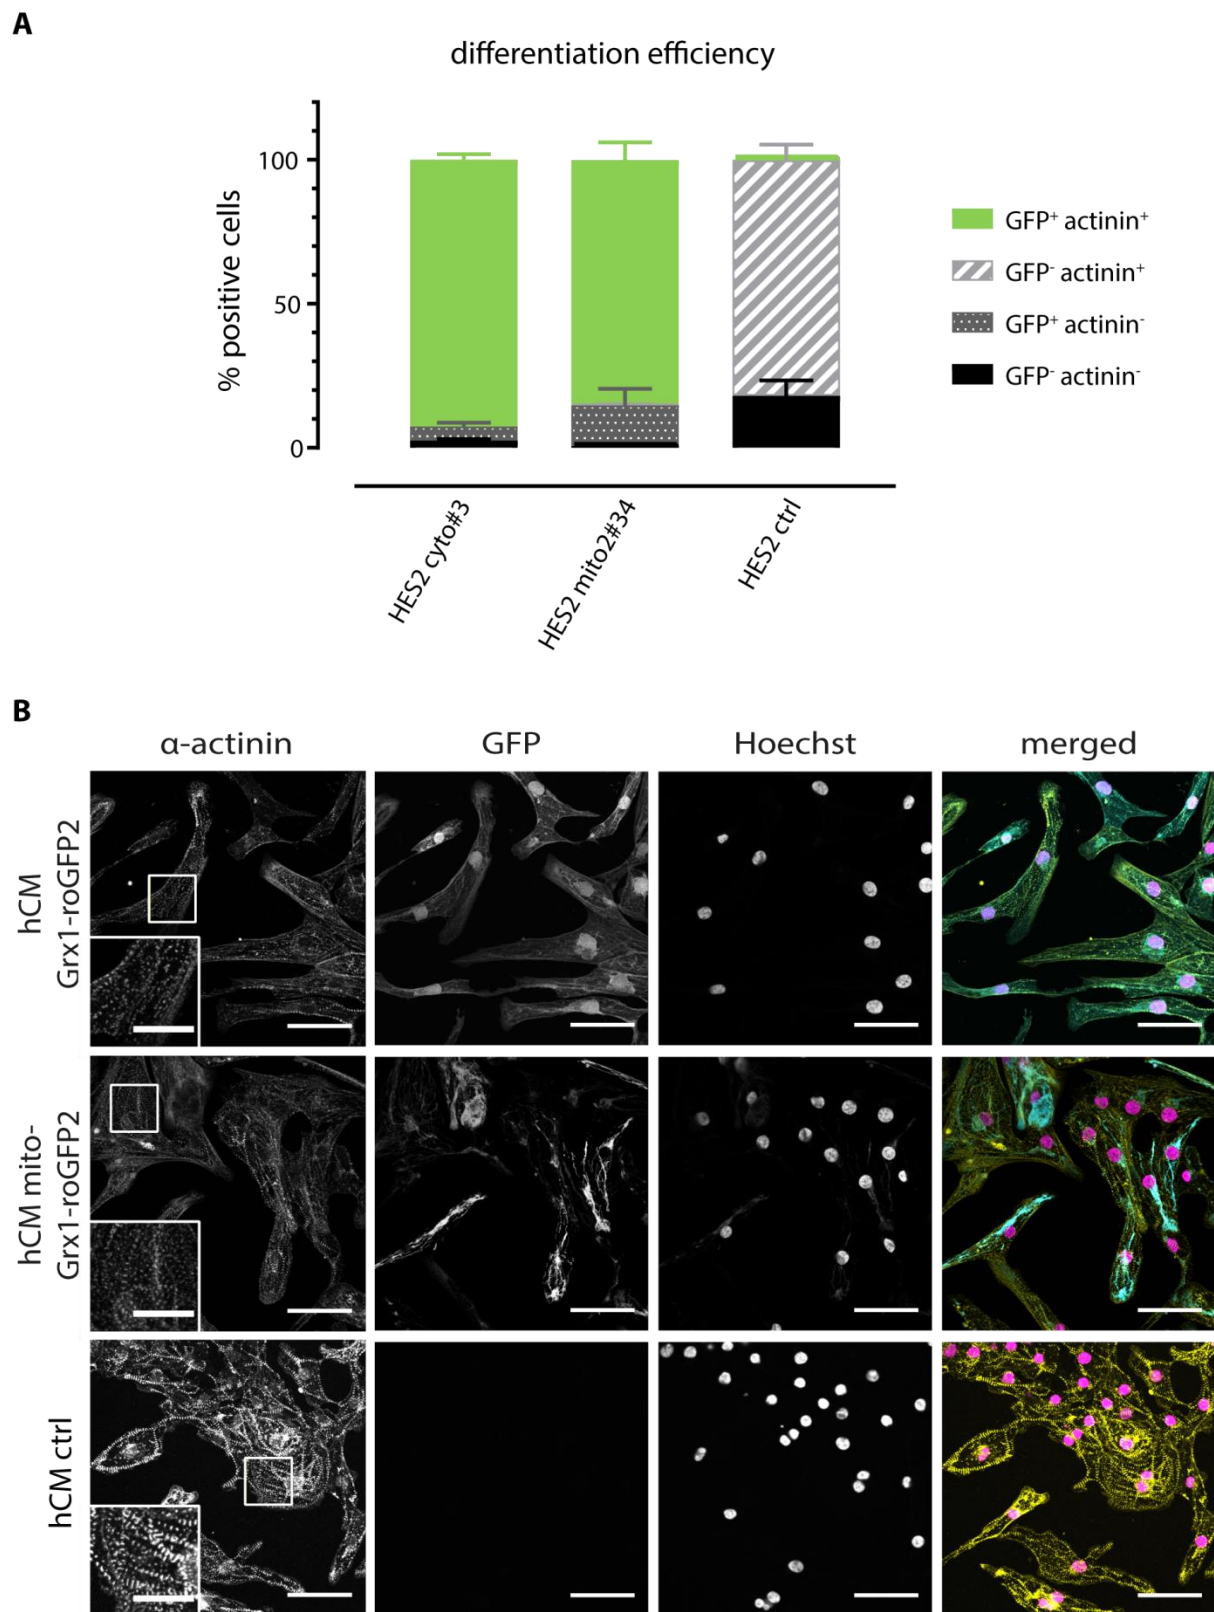 A
differentiation efficiency
% positive cells
100
50
0
HES2 cyto#3
HES2 mito2#34
HES2 ctrl
GFP⁺ actinin⁺
GFP⁻ actinin⁺
GFP⁺ actinin⁻
GFP⁻ actinin⁻
B
α-actinin GFP Hoechst merged
hCM
Grx1-roGFP2
hCM mito-
Grx1-roGFP2
hCM ctrl